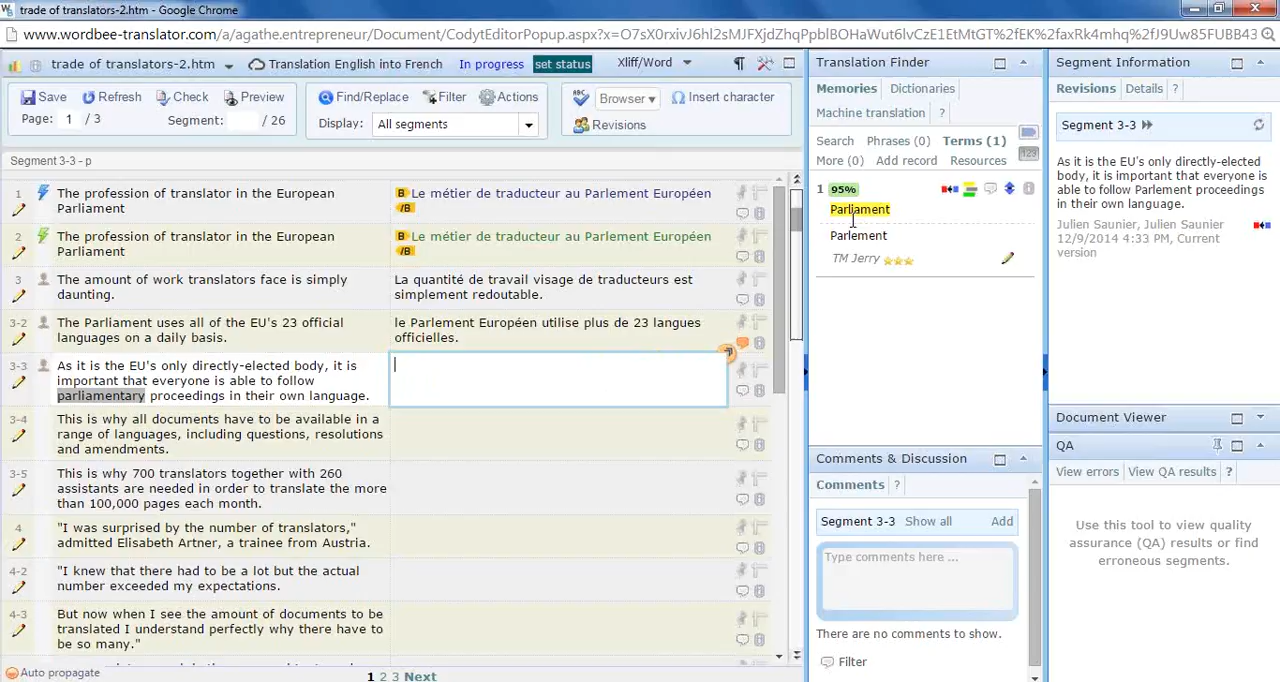 trade of translators-2.htm - Google Chrome
www.wordbee-translator.com/a/agathe.entrepreneur/Document/CodytEditorPopup.aspx?x=O7sX0rxivJ6hl2sMJFXjdZhqPpblBOHaWut6lvCzE1EtMtGT%2fEK%2faxRk4mhq%2fJ9Uw85FUBB43
trade of translators-2.htm
Translation English into French
In progress
set status
Xliff/Word
Save
Refresh
Check
Preview
Page: 1 / 3
Segment: / 26
Find/Replace
Filter
Actions
Display: All segments
ABC
Browser
Insert character
Revisions
Segment 3-3 - p
1
The profession of translator in the European
Parliament
B Le métier de traducteur au Parlement Européen
/B
2
The profession of translator in the European
Parliament
B Le métier de traducteur au Parlement Européen
/B
3
The amount of work translators face is simply
daunting.
La quantité de travail visage de traducteurs est
simplement redoutable.
3-2
The Parliament uses all of the EU's 23 official
languages on a daily basis.
le Parlement Européen utilise plus de 23 langues
officielles.
3-3
As it is the EU's only directly-elected body, it is
important that everyone is able to follow
parliamentary proceedings in their own language.
3-4
This is why all documents have to be available in a
range of languages, including questions, resolutions
and amendments.
3-5
This is why 700 translators together with 260
assistants are needed in order to translate the more
than 100,000 pages each month.
4
"I was surprised by the number of translators,"
admitted Elisabeth Artner, a trainee from Austria.
4-2
"I knew that there had to be a lot but the actual
number exceeded my expectations.
4-3
But now when I see the amount of documents to be
translated I understand perfectly why there have to
be so many."
Auto propagate
1 2 3 Next
Translation Finder
Memories
Dictionaries
Machine translation
?
Search
Phrases (0)
Terms (1)
More (0)
Add record
Resources
123
1 95%
Parliament
Parlement
TM Jerry
Comments & Discussion
Comments
?
Segment 3-3
Show all
Add
Type comments here ...
There are no comments to show.
Filter
Segment Information
Revisions
Details
?
Segment 3-3
As it is the EU's only directly-elected
body, it is important that everyone is
able to follow Parlement proceedings
in their own language.
Julien Saunier, Julien Saunier
12/9/2014 4:33 PM, Current
version
Document Viewer
QA
View errors
View QA results
?
Use this tool to view quality
assurance (QA) results or find
erroneous segments.